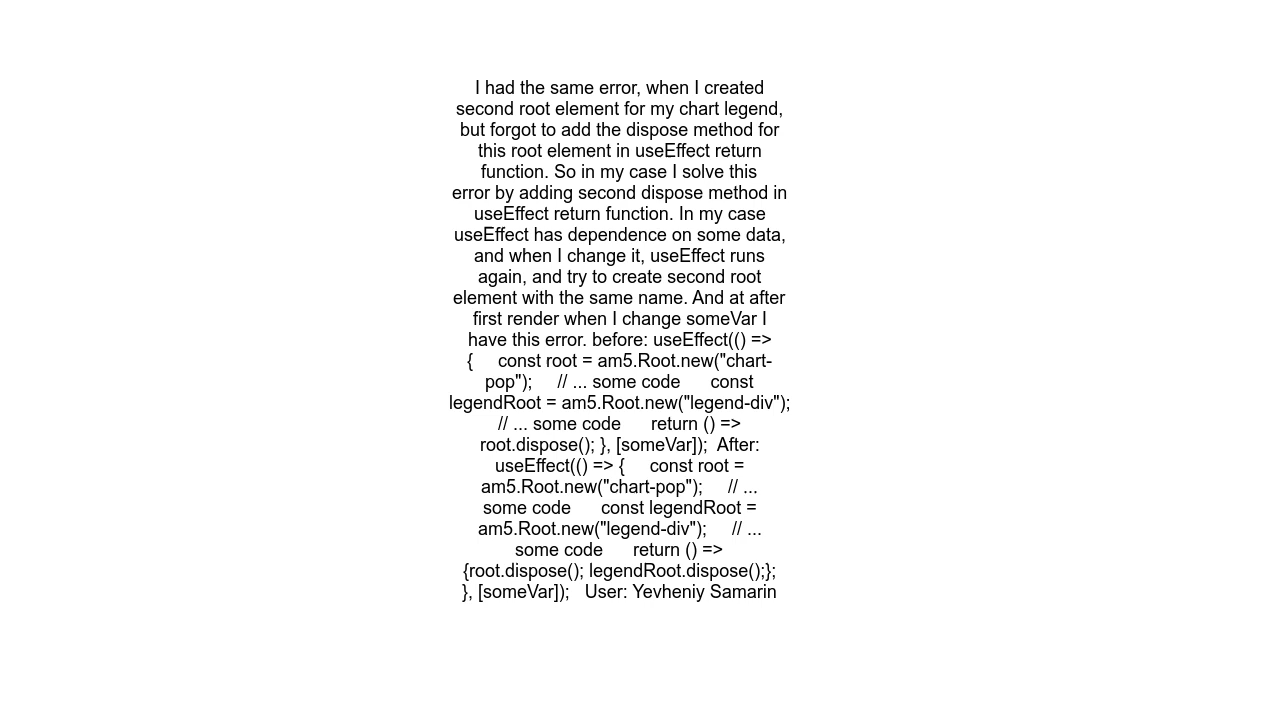 I had the same error, when I created
second root element for my chart legend,
but forgot to add the dispose method for
this root element in useEffect return
function. So in my case I solve this
error by adding second dispose method in
useEffect return function. In my case
useEffect has dependence on some data,
and when I change it, useEffect runs
again, and try to create second root
element with the same name. And at after
first render when I change someVar I
have this error. before: useEffect(() =>
{     const root = am5.Root.new("chart-
pop");     // ... some code      const
legendRoot = am5.Root.new("legend-div");
// ... some code      return () =>
root.dispose(); }, [someVar]);  After:
useEffect(() => {     const root =
am5.Root.new("chart-pop");     // ...
some code      const legendRoot =
am5.Root.new("legend-div");     // ...
some code      return () =>
{root.dispose(); legendRoot.dispose();};
}, [someVar]);   User: Yevheniy Samarin